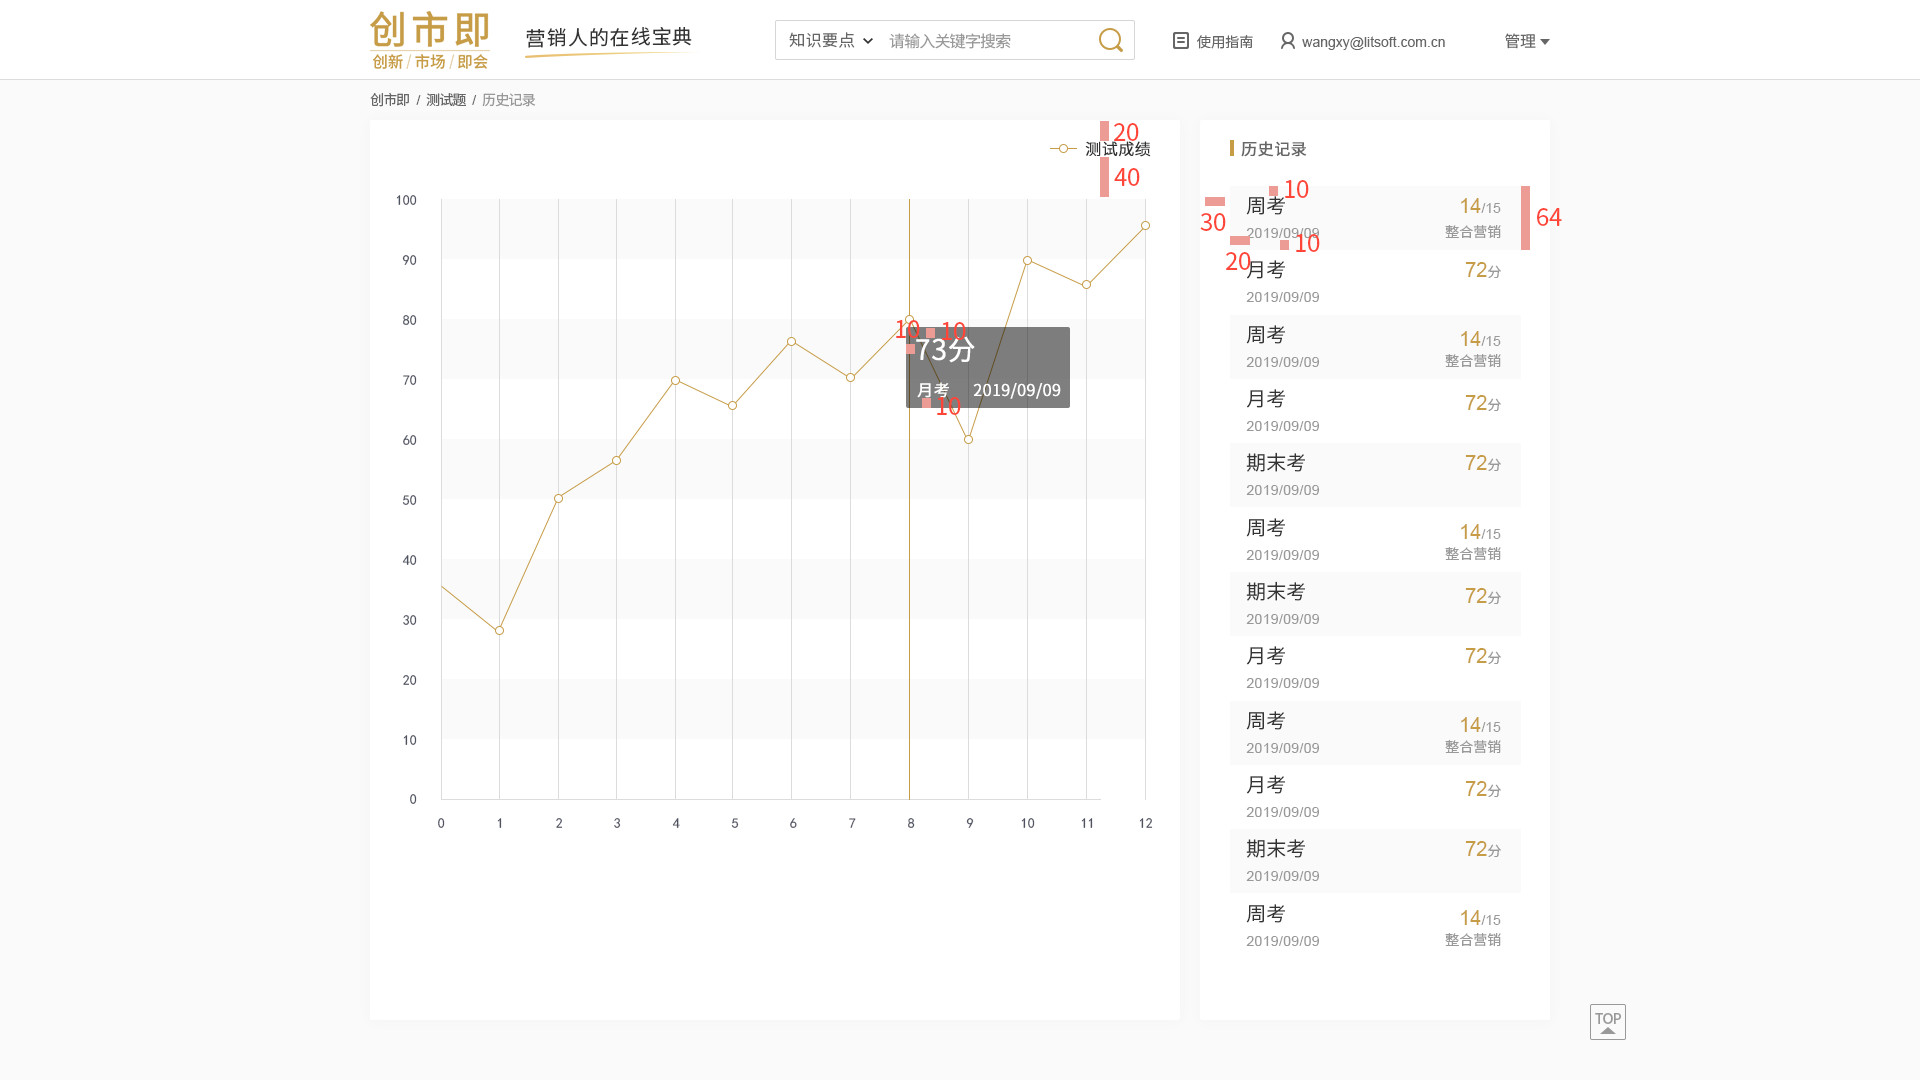 创市即
创新/市场/即会
营销人的在线宝典
知识要点 请输入关键字搜索
使用指南
wangxy@litsoft.com.cn
管理
创市即 / 测试题 / 历史记录
20
测试成绩
40
100
90
80
70
60
50
40
30
20
10
0
0 1 2 3 4 5 6 7 8 9 10 11 12
10 10
73分
月考 2019/09/09
10
历史记录
10
30
64
20
10
周考 14/15
2019/09/09 整合营销
月考 72分
2019/09/09
周考 14/15
2019/09/09 整合营销
月考 72分
2019/09/09
期末考 72分
2019/09/09
周考 14/15
2019/09/09 整合营销
期末考 72分
2019/09/09
月考 72分
2019/09/09
周考 14/15
2019/09/09 整合营销
月考 72分
2019/09/09
期末考 72分
2019/09/09
周考 14/15
2019/09/09 整合营销
TOP